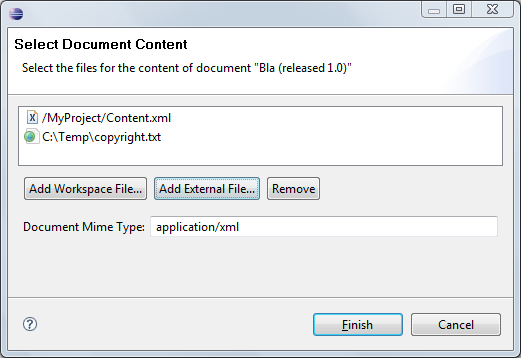 Select Document Content
Select the files for the content of document "Bla (released 1.0)"
/MyProject/Content.xml
C:\Temp\copyright.txt
Add Workspace File... Add External File... Remove
Document Mime Type: application/xml
Finish Cancel